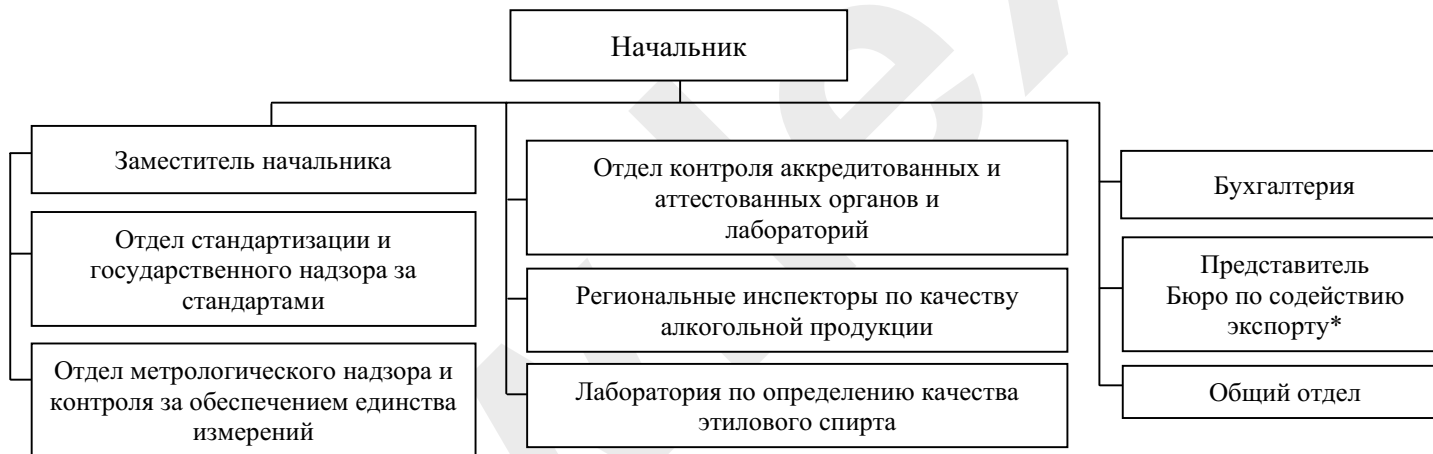 Начальник
Заместитель начальника
Отдел стандартизации и
государственного надзора за
стандартами
Отдел метрологического надзора и
контроля за обеспечением единства
измерений
Отдел контроля аккредитованных и
аттестованных органов и
лабораторий
Региональные инспекторы по качеству
алкогольной продукции
Лаборатория по определению качества
этилового спирта
Бухгалтерия
Представитель
Бюро по содействию
экспорту*
Общий отдел